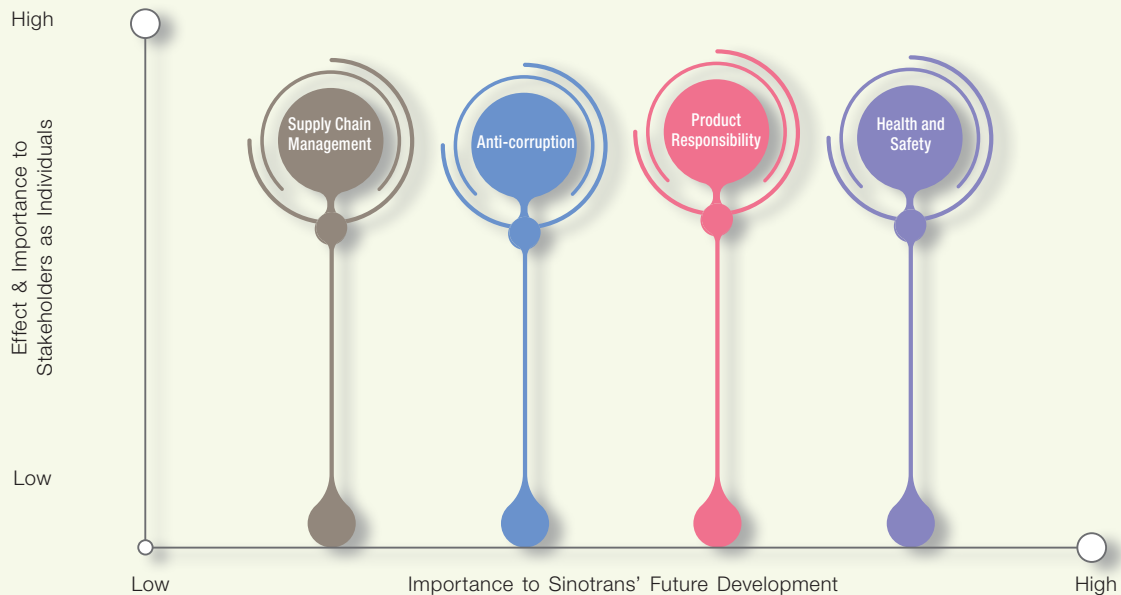 High
Effect & Importance to
Stakeholders as Individuals
Low
Supply Chain
Management
Anti-corruption
Product
Responsibility
Health and
Safety
Low
Importance to Sinotrans’ Future Development
High